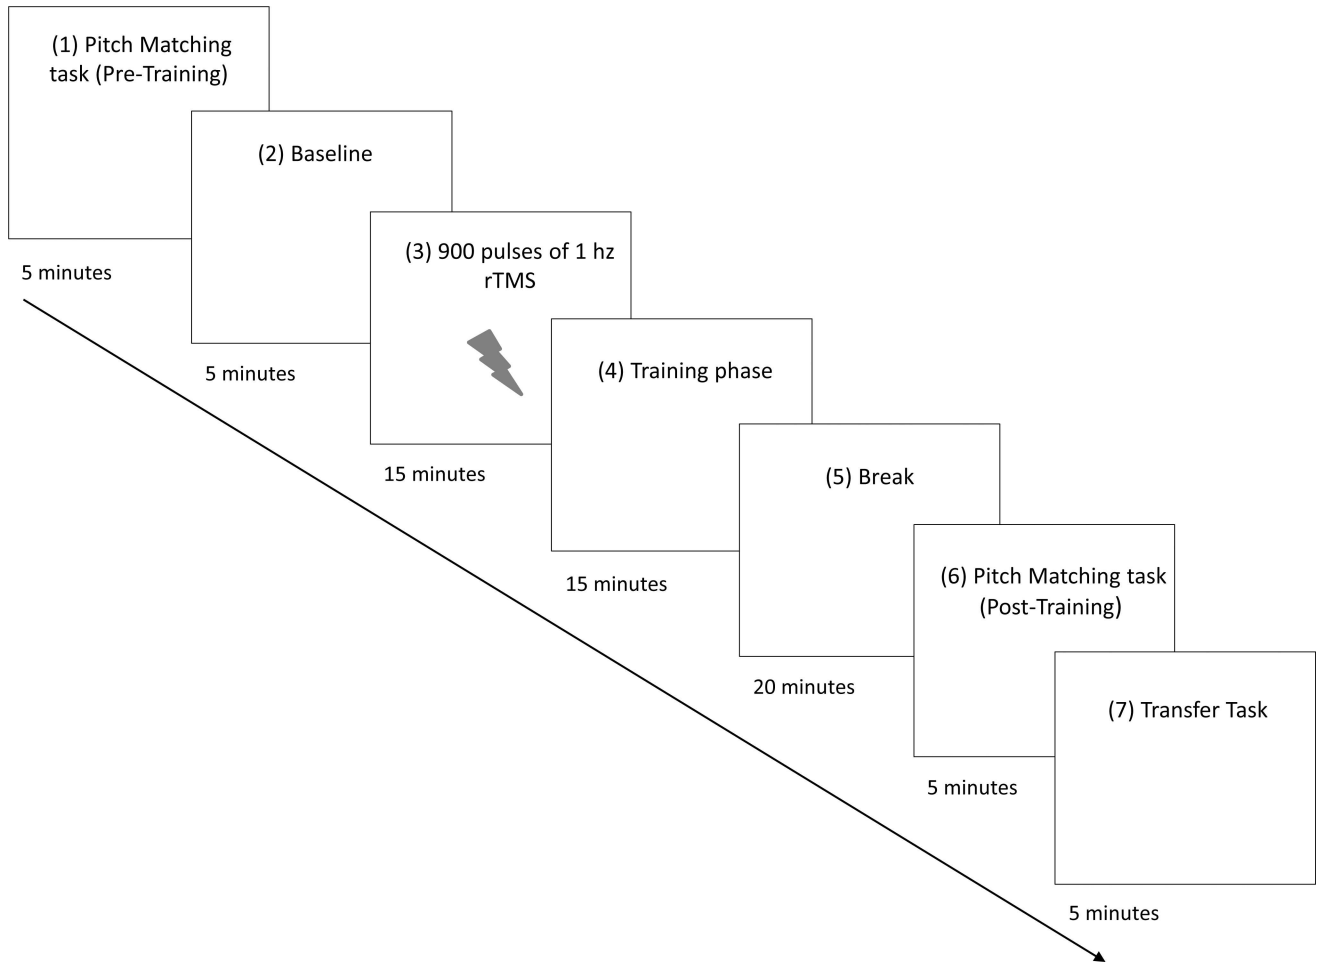 (1) Pitch Matching
task (Pre-Training)
5 minutes
(2) Baseline
5 minutes
(3) 900 pulses of 1 hz
rTMS
15 minutes
(4) Training phase
15 minutes
(5) Break
20 minutes
(6) Pitch Matching task
(Post-Training)
5 minutes
(7) Transfer Task
5 minutes